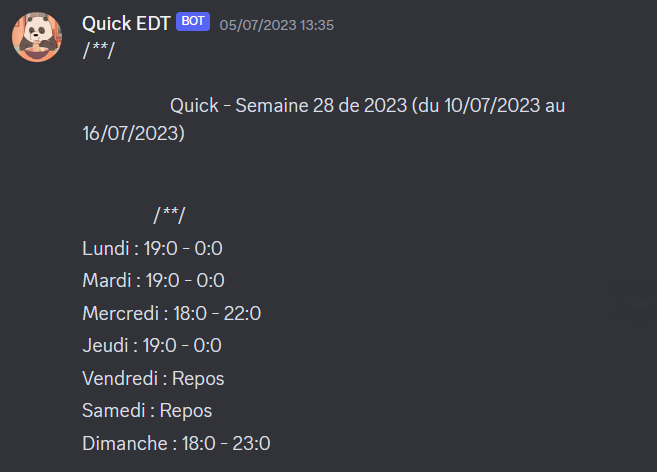 Quick EDT BOT 05/07/2023 13:35
/**/
Quick - Semaine 28 de 2023 (du 10/07/2023 au
16/07/2023)
/**/
Lundi : 19:0 - 0:0
Mardi : 19:0 - 0:0
Mercredi : 18:0 - 22:0
Jeudi : 19:0 - 0:0
Vendredi : Repos
Samedi : Repos
Dimanche : 18:0 - 23:0